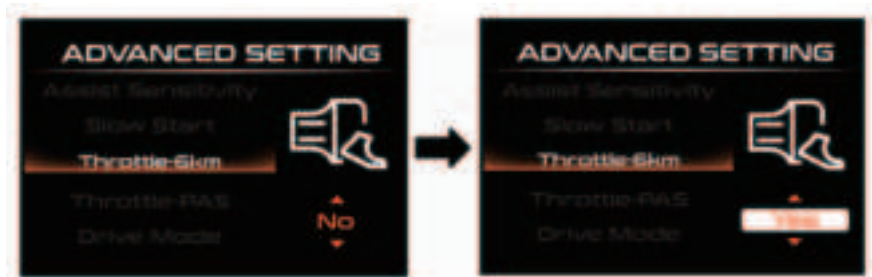 ADVANCED SETTING
Assist Sensitivity
Slow Start
Throttle-6km
Throttle-PAS
Drive Mode
No
ADVANCED SETTING
Assist Sensitivity
Slow Start
Throttle-6km
Throttle-PAS
Drive Mode
Yes